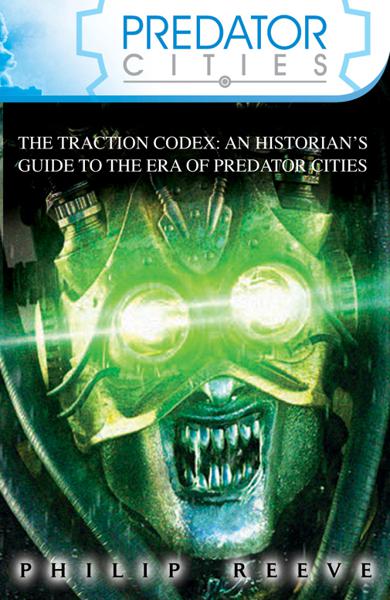 PREDATOR
CITIES
THE TRACTION CODEX: AN HISTORIAN'S
GUIDE TO THE ERA OF PREDATOR CITIES
PHILIP REEVE